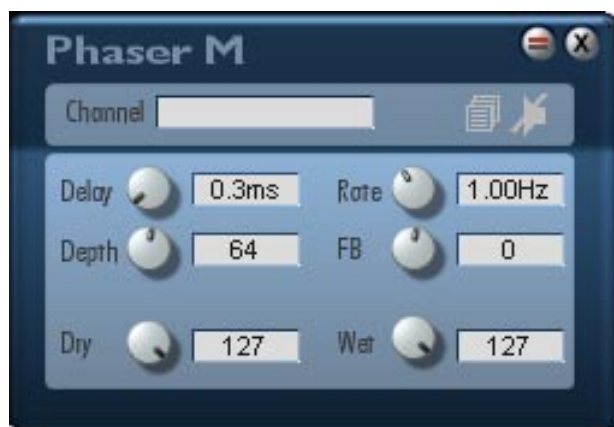 Phaser M
Channel
Delay 0.3ms Rate 1.00Hz
Depth 64 FB 0
Dry 127 Wet 127